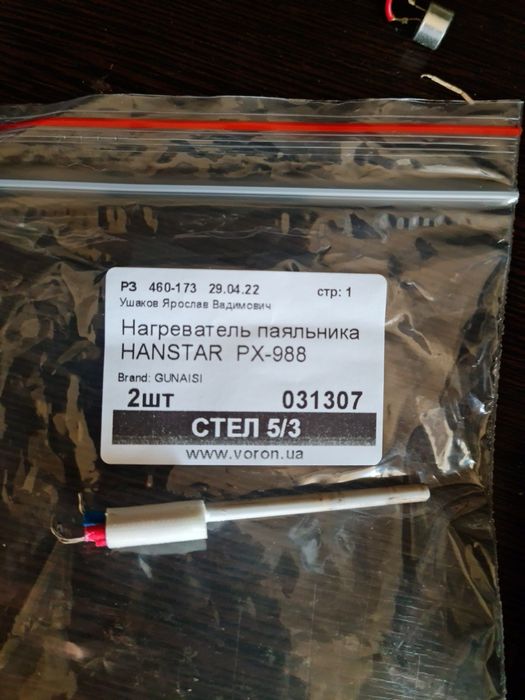 РЗ 460-173 29.04.22 стр: 1
Ушаков Ярослав Вадимович
Нагреватель паяльника
HANSTAR PX-988
Brand: GUNAISI
2шт 031307
СТЕЛ 5/3
www.voron.ua